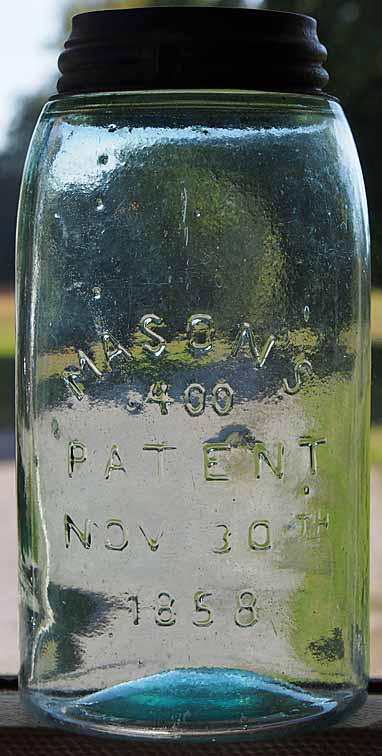 MASON'S
400
PATENT
NOV 30TH
1858